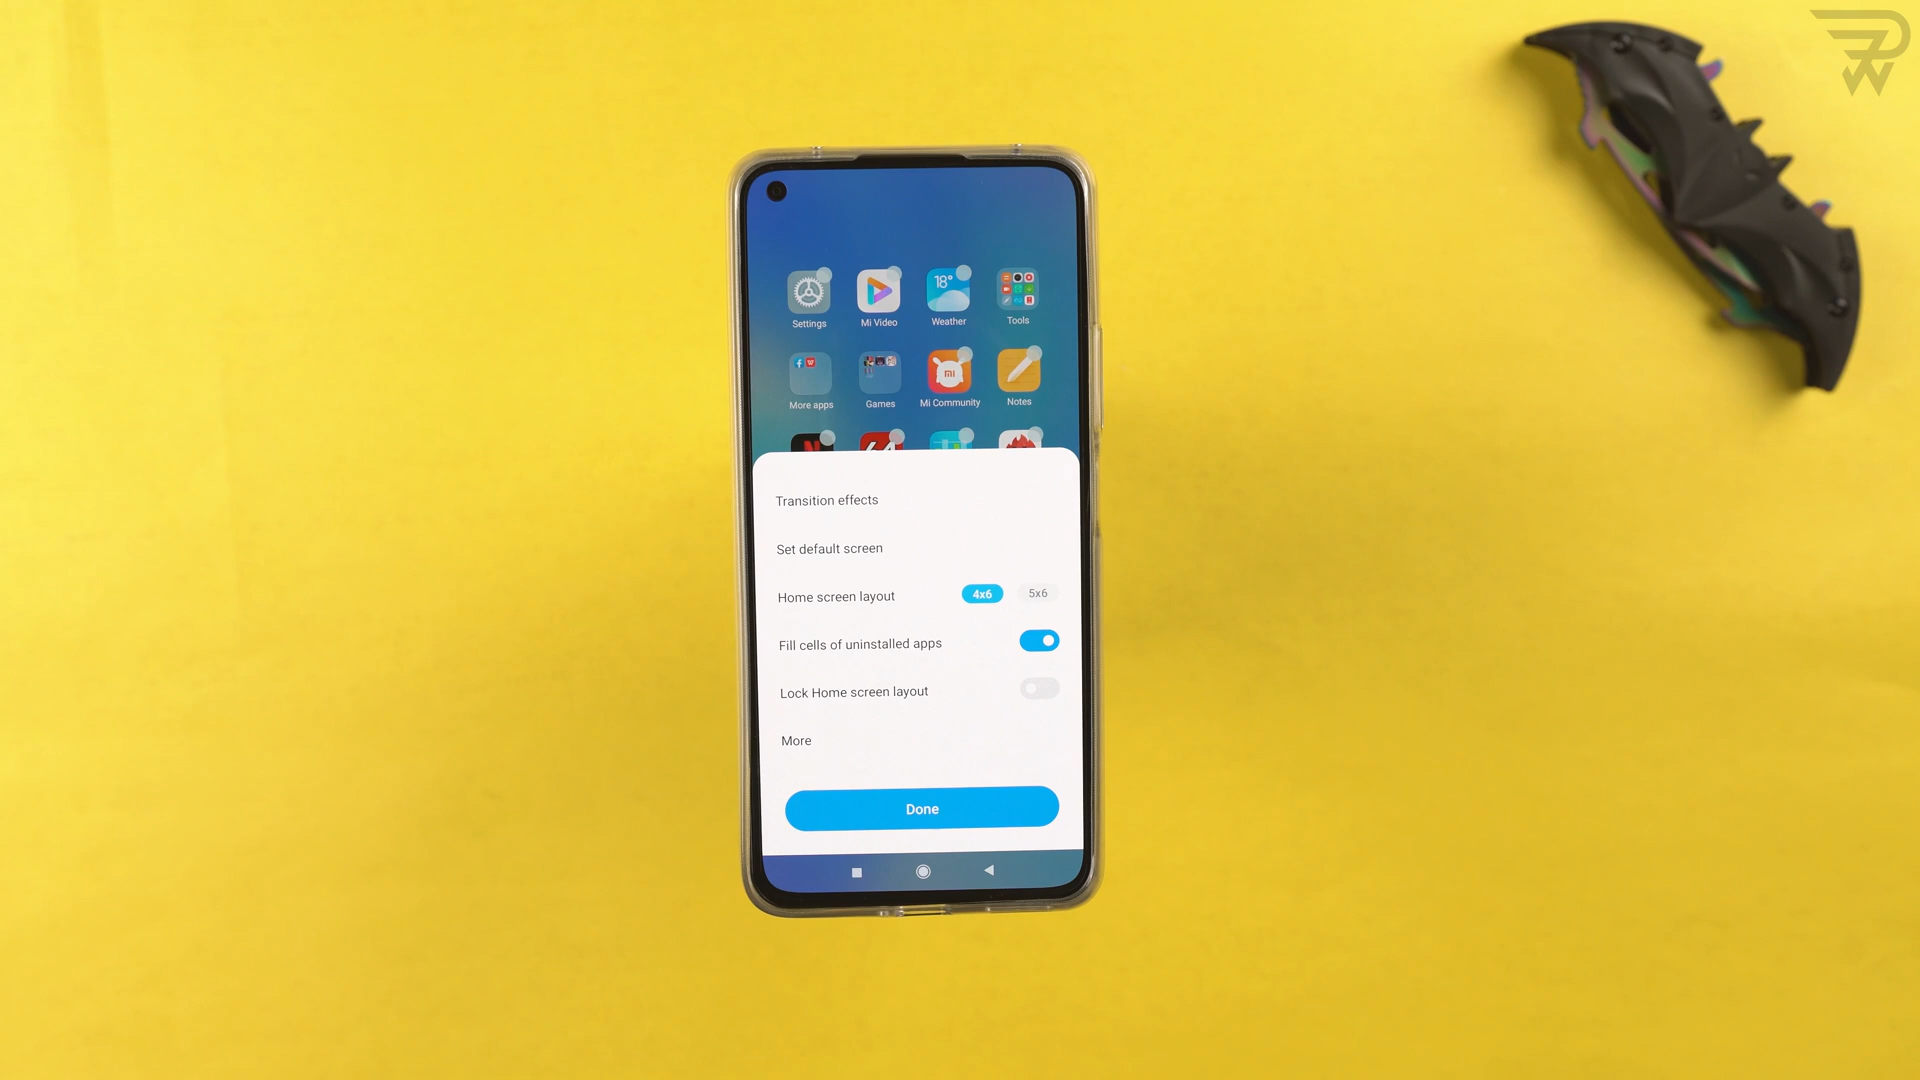 18°
Settings
Mi Video
Weather
Tools
mi
More apps
Games
Mi Community
Notes
Transition effects
Set default screen
Home screen layout 4x6 5x6
Fill cells of uninstalled apps
Lock Home screen layout
More
Done